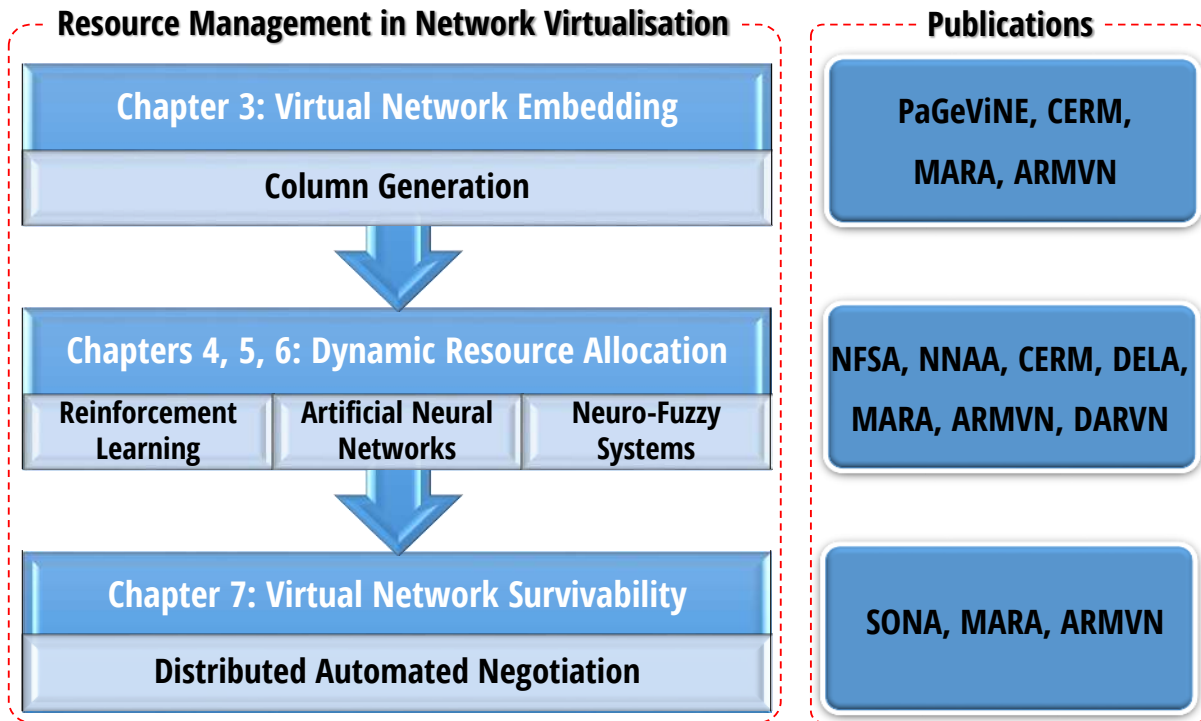 Resource Management in Network Virtualisation
Chapter 3: Virtual Network Embedding
Column Generation
Chapters 4, 5, 6: Dynamic Resource Allocation
Reinforcement
Learning
Artificial Neural
Networks
Neuro-Fuzzy
Systems
Chapter 7: Virtual Network Survivability
Distributed Automated Negotiation
Publications
PaGeViNE, CERM,
MARA, ARMVN
NFSA, NNAA, CERM, DELA,
MARA, ARMVN, DARVN
SONA, MARA, ARMVN